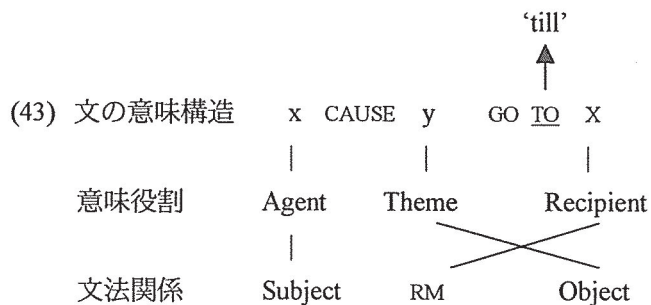 ‘till’
(43) 文の意味構造 x CAUSE y GO TO X
意味役割 Agent Theme Recipient
文法関係 Subject RM Object